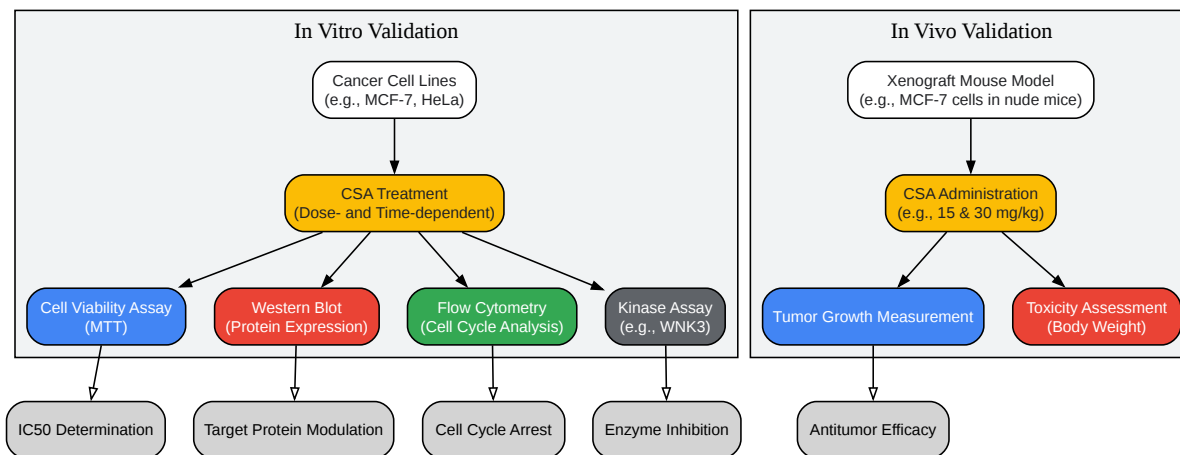 In Vitro Validation
In Vivo Validation
Cancer Cell Lines
(e.g., MCF-7, HeLa)
Xenograft Mouse Model
(e.g., MCF-7 cells in nude mice)
CSA Treatment
(Dose- and Time-dependent)
CSA Administration
(e.g., 15 & 30 mg/kg)
Cell Viability Assay
(MTT)
Western Blot
(Protein Expression)
Flow Cytometry
(Cell Cycle Analysis)
Kinase Assay
(e.g., WNK3)
Tumor Growth Measurement
Toxicity Assessment
(Body Weight)
IC50 Determination
Target Protein Modulation
Cell Cycle Arrest
Enzyme Inhibition
Antitumor Efficacy